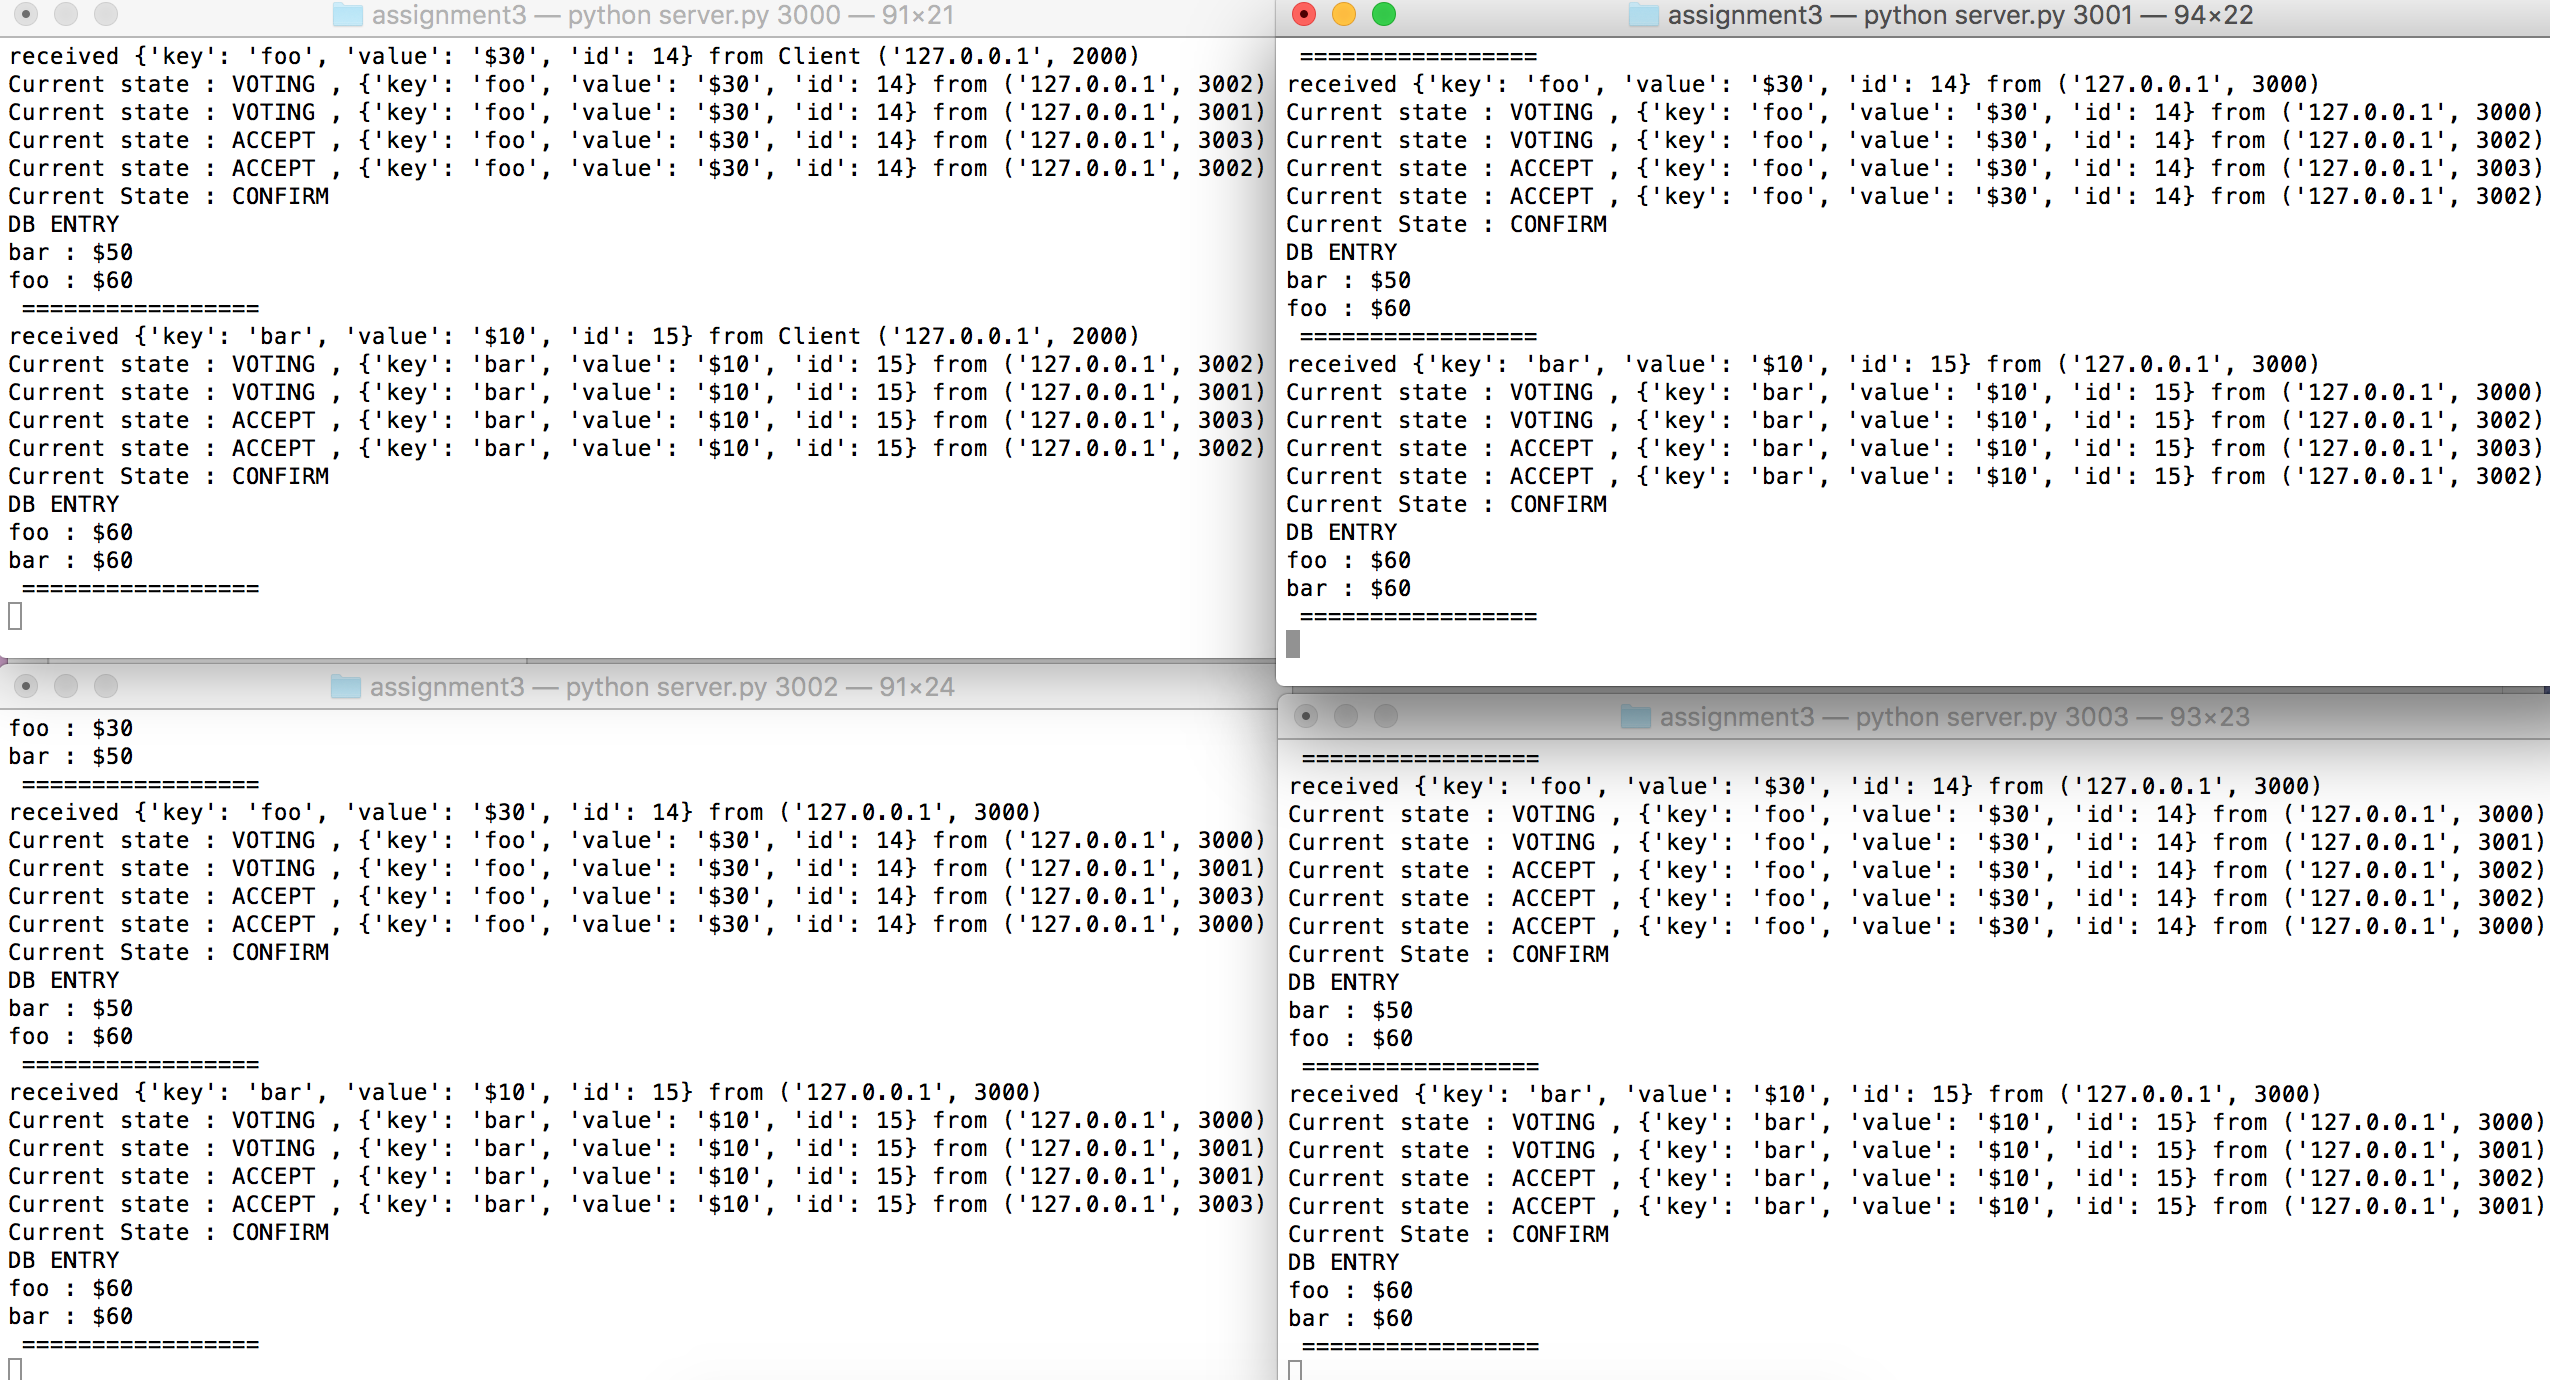 assignment3 — python server.py 3000 — 91×21
received {'key': 'foo', 'value': '$30', 'id': 14} from Client ('127.0.0.1', 2000)
Current state : VOTING , {'key': 'foo', 'value': '$30', 'id': 14} from ('127.0.0.1', 3002)
Current state : VOTING , {'key': 'foo', 'value': '$30', 'id': 14} from ('127.0.0.1', 3001)
Current state : ACCEPT , {'key': 'foo', 'value': '$30', 'id': 14} from ('127.0.0.1', 3003)
Current state : ACCEPT , {'key': 'foo', 'value': '$30', 'id': 14} from ('127.0.0.1', 3002)
Current State : CONFIRM
DB ENTRY
bar : $50
foo : $60
=================
received {'key': 'bar', 'value': '$10', 'id': 15} from Client ('127.0.0.1', 2000)
Current state : VOTING , {'key': 'bar', 'value': '$10', 'id': 15} from ('127.0.0.1', 3002)
Current state : VOTING , {'key': 'bar', 'value': '$10', 'id': 15} from ('127.0.0.1', 3001)
Current state : ACCEPT , {'key': 'bar', 'value': '$10', 'id': 15} from ('127.0.0.1', 3003)
Current state : ACCEPT , {'key': 'bar', 'value': '$10', 'id': 15} from ('127.0.0.1', 3002)
Current State : CONFIRM
DB ENTRY
foo : $60
bar : $60
=================
assignment3 — python server.py 3001 — 94×22
=================
received {'key': 'foo', 'value': '$30', 'id': 14} from ('127.0.0.1', 3000)
Current state : VOTING , {'key': 'foo', 'value': '$30', 'id': 14} from ('127.0.0.1', 3000)
Current state : VOTING , {'key': 'foo', 'value': '$30', 'id': 14} from ('127.0.0.1', 3002)
Current state : ACCEPT , {'key': 'foo', 'value': '$30', 'id': 14} from ('127.0.0.1', 3003)
Current state : ACCEPT , {'key': 'foo', 'value': '$30', 'id': 14} from ('127.0.0.1', 3002)
Current State : CONFIRM
DB ENTRY
bar : $50
foo : $60
=================
received {'key': 'bar', 'value': '$10', 'id': 15} from ('127.0.0.1', 3000)
Current state : VOTING , {'key': 'bar', 'value': '$10', 'id': 15} from ('127.0.0.1', 3000)
Current state : VOTING , {'key': 'bar', 'value': '$10', 'id': 15} from ('127.0.0.1', 3002)
Current state : ACCEPT , {'key': 'bar', 'value': '$10', 'id': 15} from ('127.0.0.1', 3003)
Current state : ACCEPT , {'key': 'bar', 'value': '$10', 'id': 15} from ('127.0.0.1', 3002)
Current State : CONFIRM
DB ENTRY
foo : $60
bar : $60
=================
assignment3 — python server.py 3002 — 91×24
foo : $30
bar : $50
=================
received {'key': 'foo', 'value': '$30', 'id': 14} from ('127.0.0.1', 3000)
Current state : VOTING , {'key': 'foo', 'value': '$30', 'id': 14} from ('127.0.0.1', 3000)
Current state : VOTING , {'key': 'foo', 'value': '$30', 'id': 14} from ('127.0.0.1', 3001)
Current state : ACCEPT , {'key': 'foo', 'value': '$30', 'id': 14} from ('127.0.0.1', 3003)
Current state : ACCEPT , {'key': 'foo', 'value': '$30', 'id': 14} from ('127.0.0.1', 3000)
Current State : CONFIRM
DB ENTRY
bar : $50
foo : $60
=================
received {'key': 'bar', 'value': '$10', 'id': 15} from ('127.0.0.1', 3000)
Current state : VOTING , {'key': 'bar', 'value': '$10', 'id': 15} from ('127.0.0.1', 3000)
Current state : VOTING , {'key': 'bar', 'value': '$10', 'id': 15} from ('127.0.0.1', 3001)
Current state : ACCEPT , {'key': 'bar', 'value': '$10', 'id': 15} from ('127.0.0.1', 3001)
Current state : ACCEPT , {'key': 'bar', 'value': '$10', 'id': 15} from ('127.0.0.1', 3003)
Current State : CONFIRM
DB ENTRY
foo : $60
bar : $60
=================
assignment3 — python server.py 3003 — 93×23
=================
received {'key': 'foo', 'value': '$30', 'id': 14} from ('127.0.0.1', 3000)
Current state : VOTING , {'key': 'foo', 'value': '$30', 'id': 14} from ('127.0.0.1', 3000)
Current state : VOTING , {'key': 'foo', 'value': '$30', 'id': 14} from ('127.0.0.1', 3001)
Current state : ACCEPT , {'key': 'foo', 'value': '$30', 'id': 14} from ('127.0.0.1', 3002)
Current state : ACCEPT , {'key': 'foo', 'value': '$30', 'id': 14} from ('127.0.0.1', 3002)
Current state : ACCEPT , {'key': 'foo', 'value': '$30', 'id': 14} from ('127.0.0.1', 3000)
Current State : CONFIRM
DB ENTRY
bar : $50
foo : $60
=================
received {'key': 'bar', 'value': '$10', 'id': 15} from ('127.0.0.1', 3000)
Current state : VOTING , {'key': 'bar', 'value': '$10', 'id': 15} from ('127.0.0.1', 3000)
Current state : VOTING , {'key': 'bar', 'value': '$10', 'id': 15} from ('127.0.0.1', 3001)
Current state : ACCEPT , {'key': 'bar', 'value': '$10', 'id': 15} from ('127.0.0.1', 3002)
Current state : ACCEPT , {'key': 'bar', 'value': '$10', 'id': 15} from ('127.0.0.1', 3001)
Current State : CONFIRM
DB ENTRY
foo : $60
bar : $60
=================